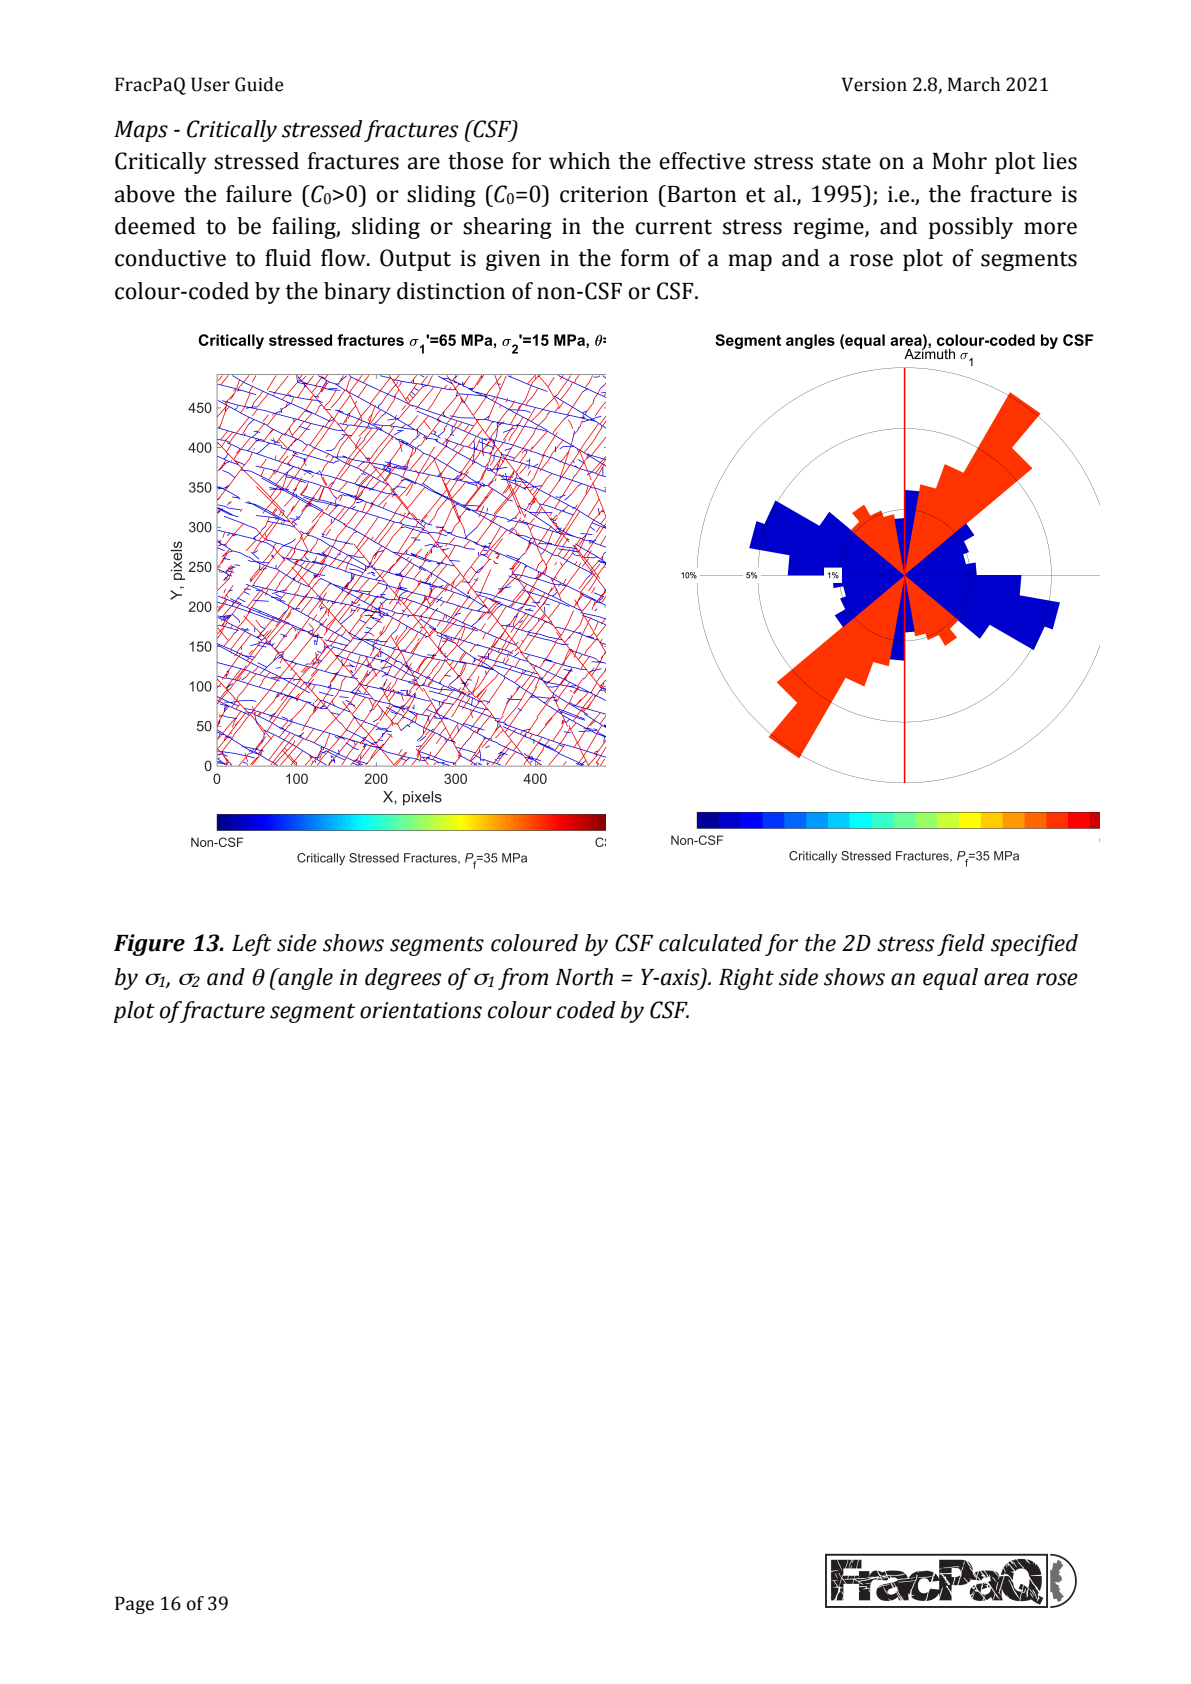 FracPaQ User Guide Version 2.8, March 2021
Maps - Critically stressed fractures (CSF)
Critically stressed fractures are those for which the effective stress state on a Mohr plot lies
above the failure (C0>0) or sliding (C0=0) criterion (Barton et al., 1995); i.e., the fracture is
deemed to be failing, sliding or shearing in the current stress regime, and possibly more
conductive to fluid flow. Output is given in the form of a map and a rose plot of segments
colour-coded by the binary distinction of non-CSF or CSF.
Critically stressed fractures σ1'=65 MPa, σ2'=15 MPa, θ=
450
400
350
300
250
200
150
100
50
0
Y, pixels
0 100 200 300 400
X, pixels
Non-CSF CS
Critically Stressed Fractures, Pf=35 MPa
Segment angles (equal area), colour-coded by CSF
Azimuth σ1
10% 5% 1%
Non-CSF
Critically Stressed Fractures, Pf=35 MPa
Figure 13. Left side shows segments coloured by CSF calculated for the 2D stress field specified
by σ1, σ2 and θ (angle in degrees of σ1 from North = Y-axis). Right side shows an equal area rose
plot of fracture segment orientations colour coded by CSF.
FracPaQ
Page 16 of 39